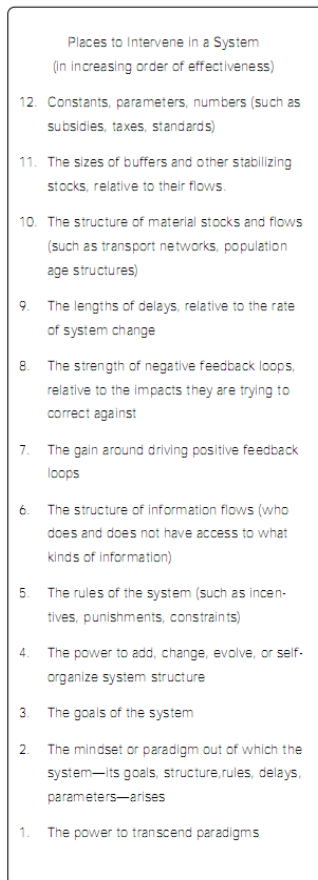 Places to Intervene in a System
(in increasing order of effectiveness)
12. Constants, parameters, numbers (such as
subsidies, taxes, standards)
11. The sizes of buffers and other stabilizing
stocks, relative to their flows.
10. The structure of material stocks and flows
(such as transport networks, population
age structures)
9. The lengths of delays, relative to the rate
of system change
8. The strength of negative feedback loops,
relative to the impacts they are trying to
correct against
7. The gain around driving positive feedback
loops
6. The structure of information flows (who
does and does not have access to what
kinds of information)
5. The rules of the system (such as incen-
tives, punishments, constraints)
4. The power to add, change, evolve, or self-
organize system structure
3. The goals of the system
2. The mindset or paradigm out of which the
system—its goals, structure,rules, delays,
parameters—arises
1. The power to transcend paradigms